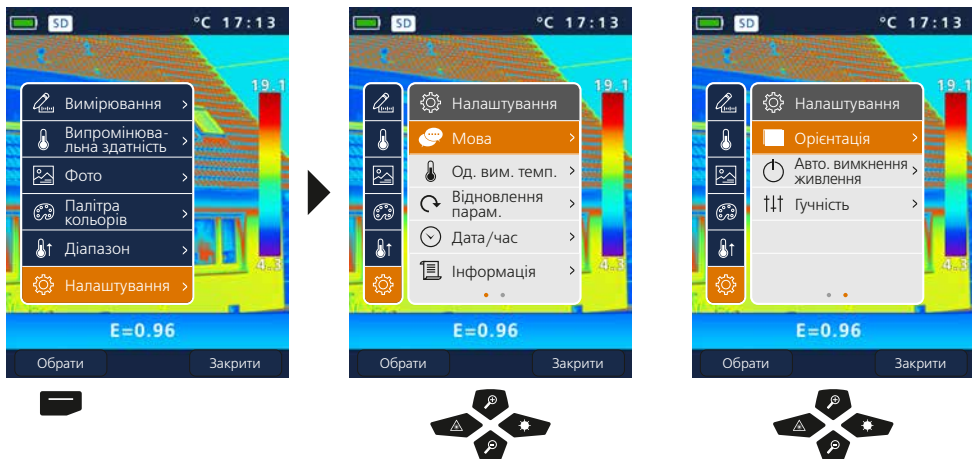 SD °C 17:13
19.1
Вимірювання
Випромінюва-
льна здатність
Фото
Палітра
кольорів
Діапазон
Налаштування
4.3
E=0.96
Обрати Закрити
SD °C 17:13
19.1
Налаштування
Мова
Од. вим. темп.
Відновлення
парам.
Дата/час
Інформація
4.3
E=0.96
Обрати Закрити
SD °C 17:13
19.1
Налаштування
Орієнтація
Авто. вимкнення
живлення
Гучність
4.3
E=0.96
Обрати Закрити